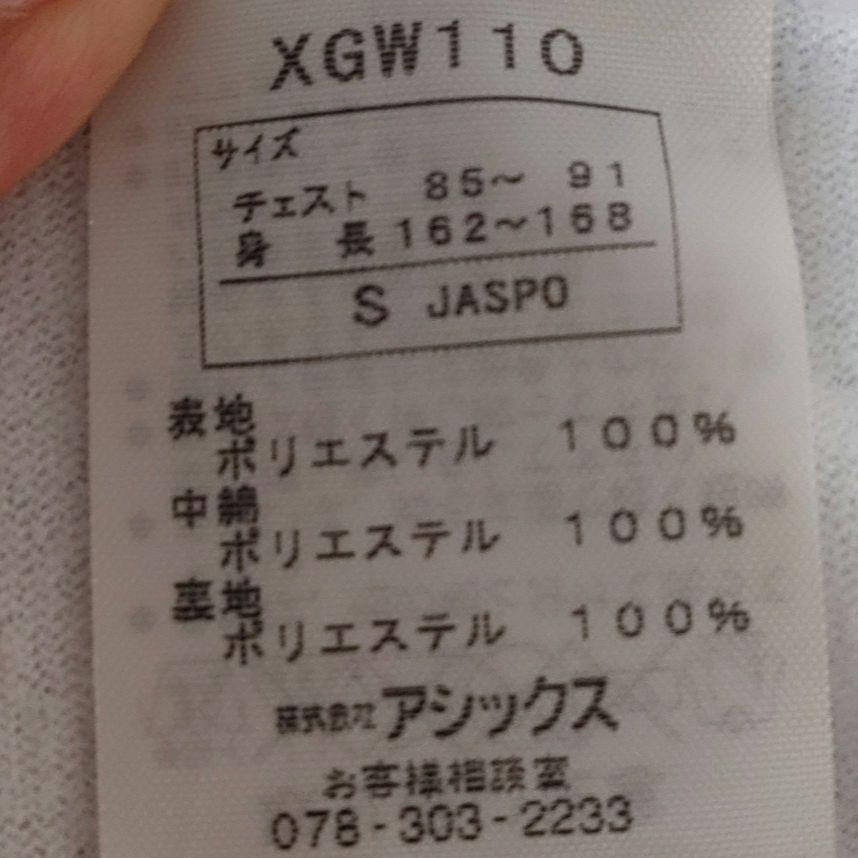 XGW110
サイズ
チェスト 85～ 91
身 長 162～168
S JASPO
表地
ポリエステル 100%
中綿
ポリエステル 100%
裏地
ポリエステル 100%
株式会社アシックス
お客様相談室
078-303-2233